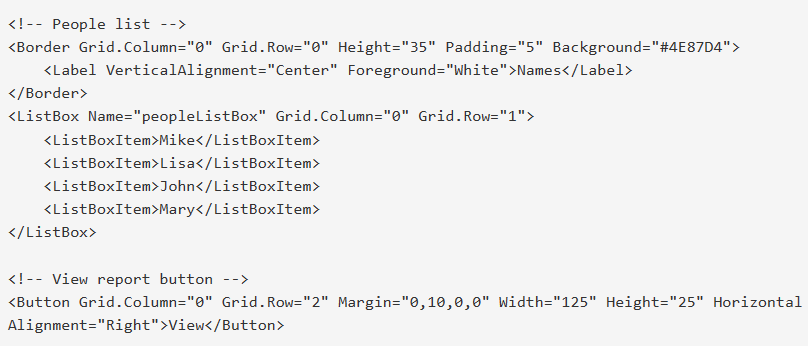 <!-- People list -->
<Border Grid.Column="0" Grid.Row="0" Height="35" Padding="5" Background="#4E87D4">
    <Label VerticalAlignment="Center" Foreground="White">Names</Label>
</Border>
<ListBox Name="peopleListBox" Grid.Column="0" Grid.Row="1">
    <ListBoxItem>Mike</ListBoxItem>
    <ListBoxItem>Lisa</ListBoxItem>
    <ListBoxItem>John</ListBoxItem>
    <ListBoxItem>Mary</ListBoxItem>
</ListBox>

<!-- View report button -->
<Button Grid.Column="0" Grid.Row="2" Margin="0,10,0,0" Width="125" Height="25" Horizontal
Alignment="Right">View</Button>